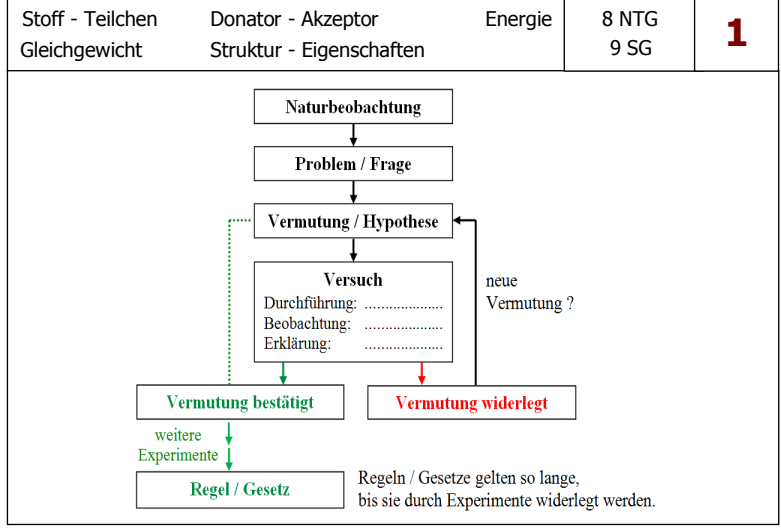 Stoff - Teilchen Donator - Akzeptor Energie
Gleichgewicht Struktur - Eigenschaften
8 NTG
9 SG
1
Naturbeobachtung
Problem / Frage
Vermutung / Hypothese
Versuch
Durchführung: ...................
Beobachtung: ...................
Erklärung: ...................
neue
Vermutung ?
Vermutung bestätigt
Vermutung widerlegt
weitere
Experimente
Regel / Gesetz
Regeln / Gesetze gelten so lange,
bis sie durch Experimente widerlegt werden.